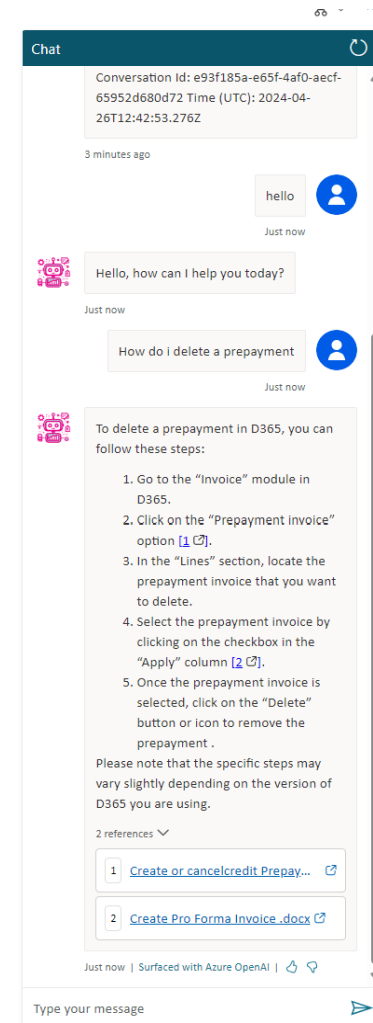 Chat
Conversation Id: e93f185a-e65f-4af0-aecf-
65952d680d72 Time (UTC): 2024-04-
26T12:42:53.276Z
3 minutes ago
hello
Just now
Hello, how can I help you today?
Just now
How do i delete a prepayment
Just now
To delete a prepayment in D365, you can
follow these steps:
1. Go to the “Invoice” module in
D365.
2. Click on the “Prepayment invoice”
option [1].
3. In the “Lines” section, locate the
prepayment invoice that you want
to delete.
4. Select the prepayment invoice by
clicking on the checkbox in the
“Apply” column [2].
5. Once the prepayment invoice is
selected, click on the “Delete”
button or icon to remove the
prepayment .
Please note that the specific steps may
vary slightly depending on the version of
D365 you are using.
2 references
1 Create or cancelcredit Prepay...
2 Create Pro Forma Invoice .docx
Just now | Surfaced with Azure OpenAI |
Type your message